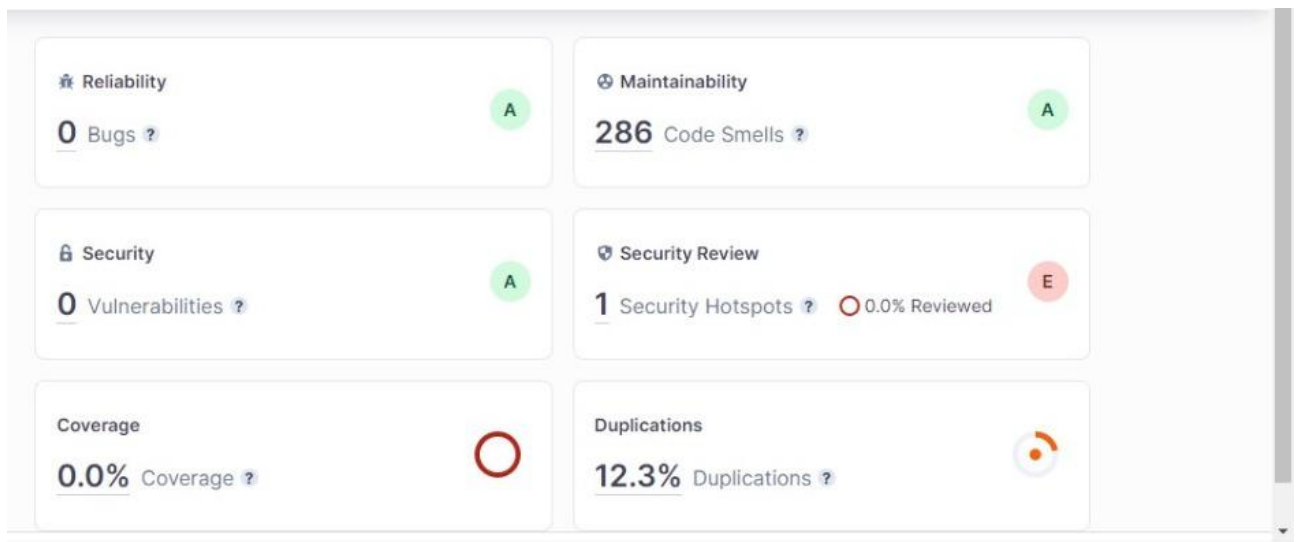 Reliability
0 Bugs ?
A
Maintainability
286 Code Smells ?
A
Security
0 Vulnerabilities ?
A
Security Review
1 Security Hotspots ? 0.0% Reviewed
E
Coverage
0.0% Coverage ?
Duplications
12.3% Duplications ?